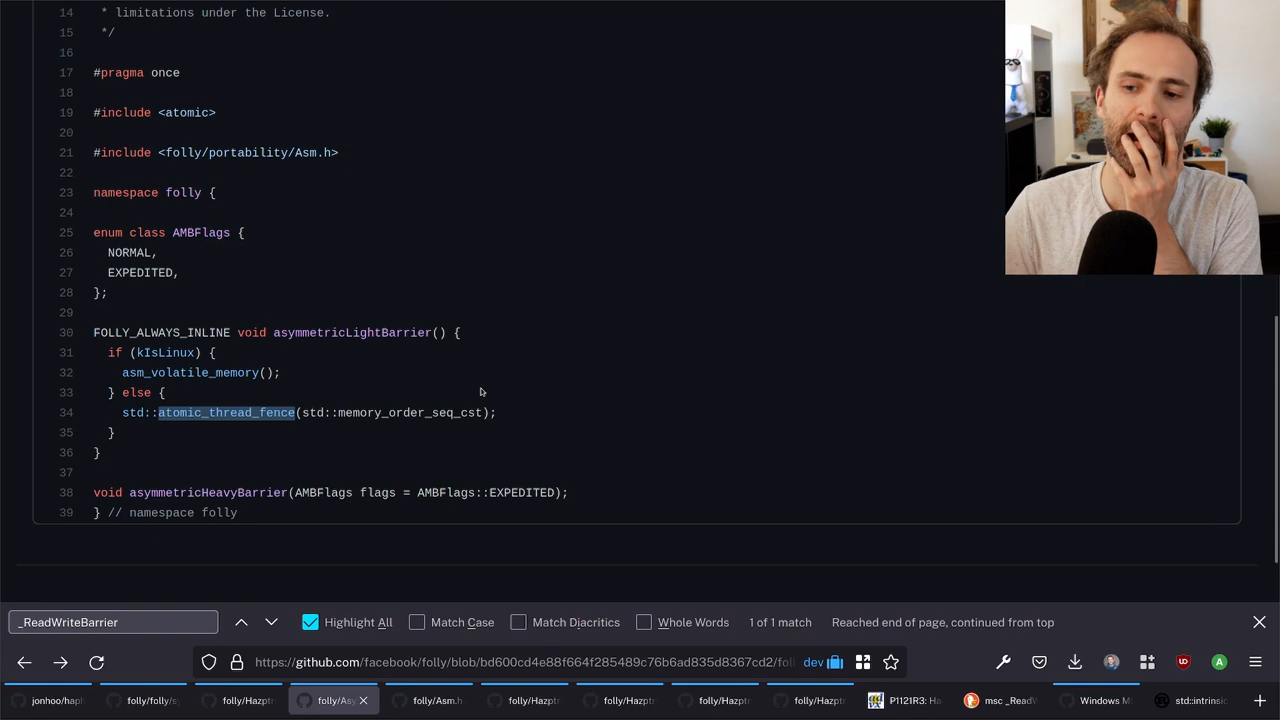 14 * limitations under the License.
15 */
16
17 #pragma once
18
19 #include <atomic>
20
21 #include <folly/portability/Asm.h>
22
23 namespace folly {
24
25 enum class AMBFlags {
26 NORMAL,
27 EXPEDITED,
28 };
29
30 FOLLY_ALWAYS_INLINE void asymmetricLightBarrier() {
31 if (kIsLinux) {
32 asm_volatile_memory();
33 } else {
34 std::atomic_thread_fence(std::memory_order_seq_cst);
35 }
36 }
37
38 void asymmetricHeavyBarrier(AMBFlags flags = AMBFlags::EXPEDITED);
39 } // namespace folly
_ReadWriteBarrier Highlight All Match Case Match Diacritics Whole Words 1 of 1 match Reached end of page, continued from top
https://github.com/facebook/folly/blob/bd600cd4e88f664f285489c76b6ad835d8367cd2/foll dev
jonhoo/haph folly/folly/s folly/Hazpt folly/As folly/Asm.h folly/Hazptr folly/Hazptr folly/Hazptr folly/Hazptr P1121R3: Ha msc _ReadW Windows M std::intrinsic